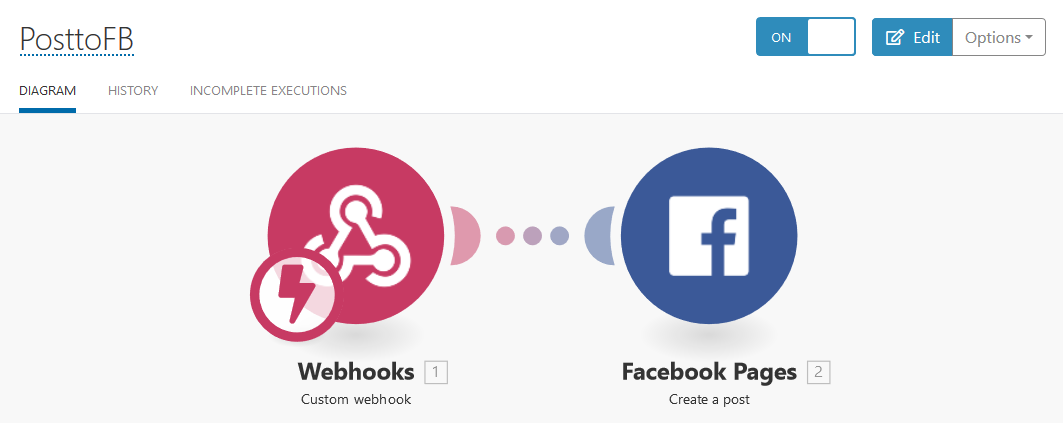 PosttoFB
ON
Edit
Options
DIAGRAM
HISTORY
INCOMPLETE EXECUTIONS
Webhooks 1
Custom webhook
Facebook Pages 2
Create a post